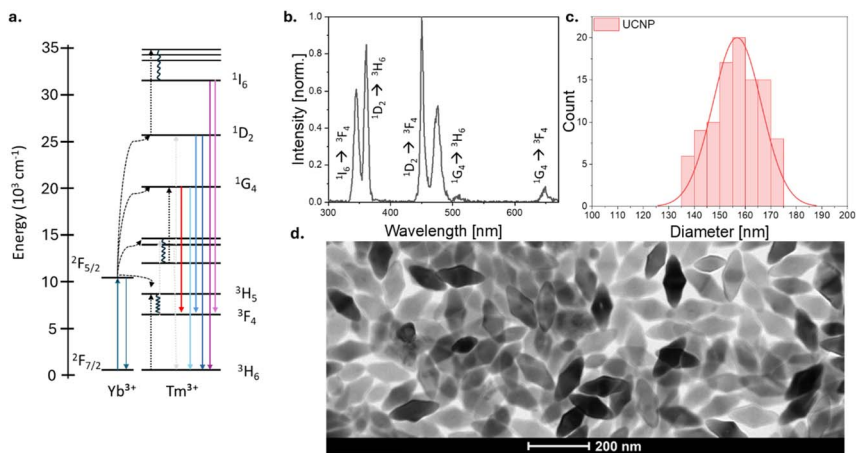 a.
Energy (10³ cm⁻¹)
35
30
25
20
15
10
5
0
¹I₆
¹D₂
¹G₄
³H₅
³F₄
³H₆
²F₅/₂
²F₇/₂
Yb³⁺
Tm³⁺
b.
Intensity [norm.]
1.0
0.8
0.6
0.4
0.2
0.0
¹I₆ → ³F₄
¹D₂ → ³H₆
¹D₂ → ³F₄
¹G₄ → ³H₆
¹G₄ → ³F₄
300 400 500 600
Wavelength [nm]
c.
UCNP
Count
20
15
10
5
0
100 110 120 130 140 150 160 170 180 190 200
Diameter [nm]
d.
200 nm